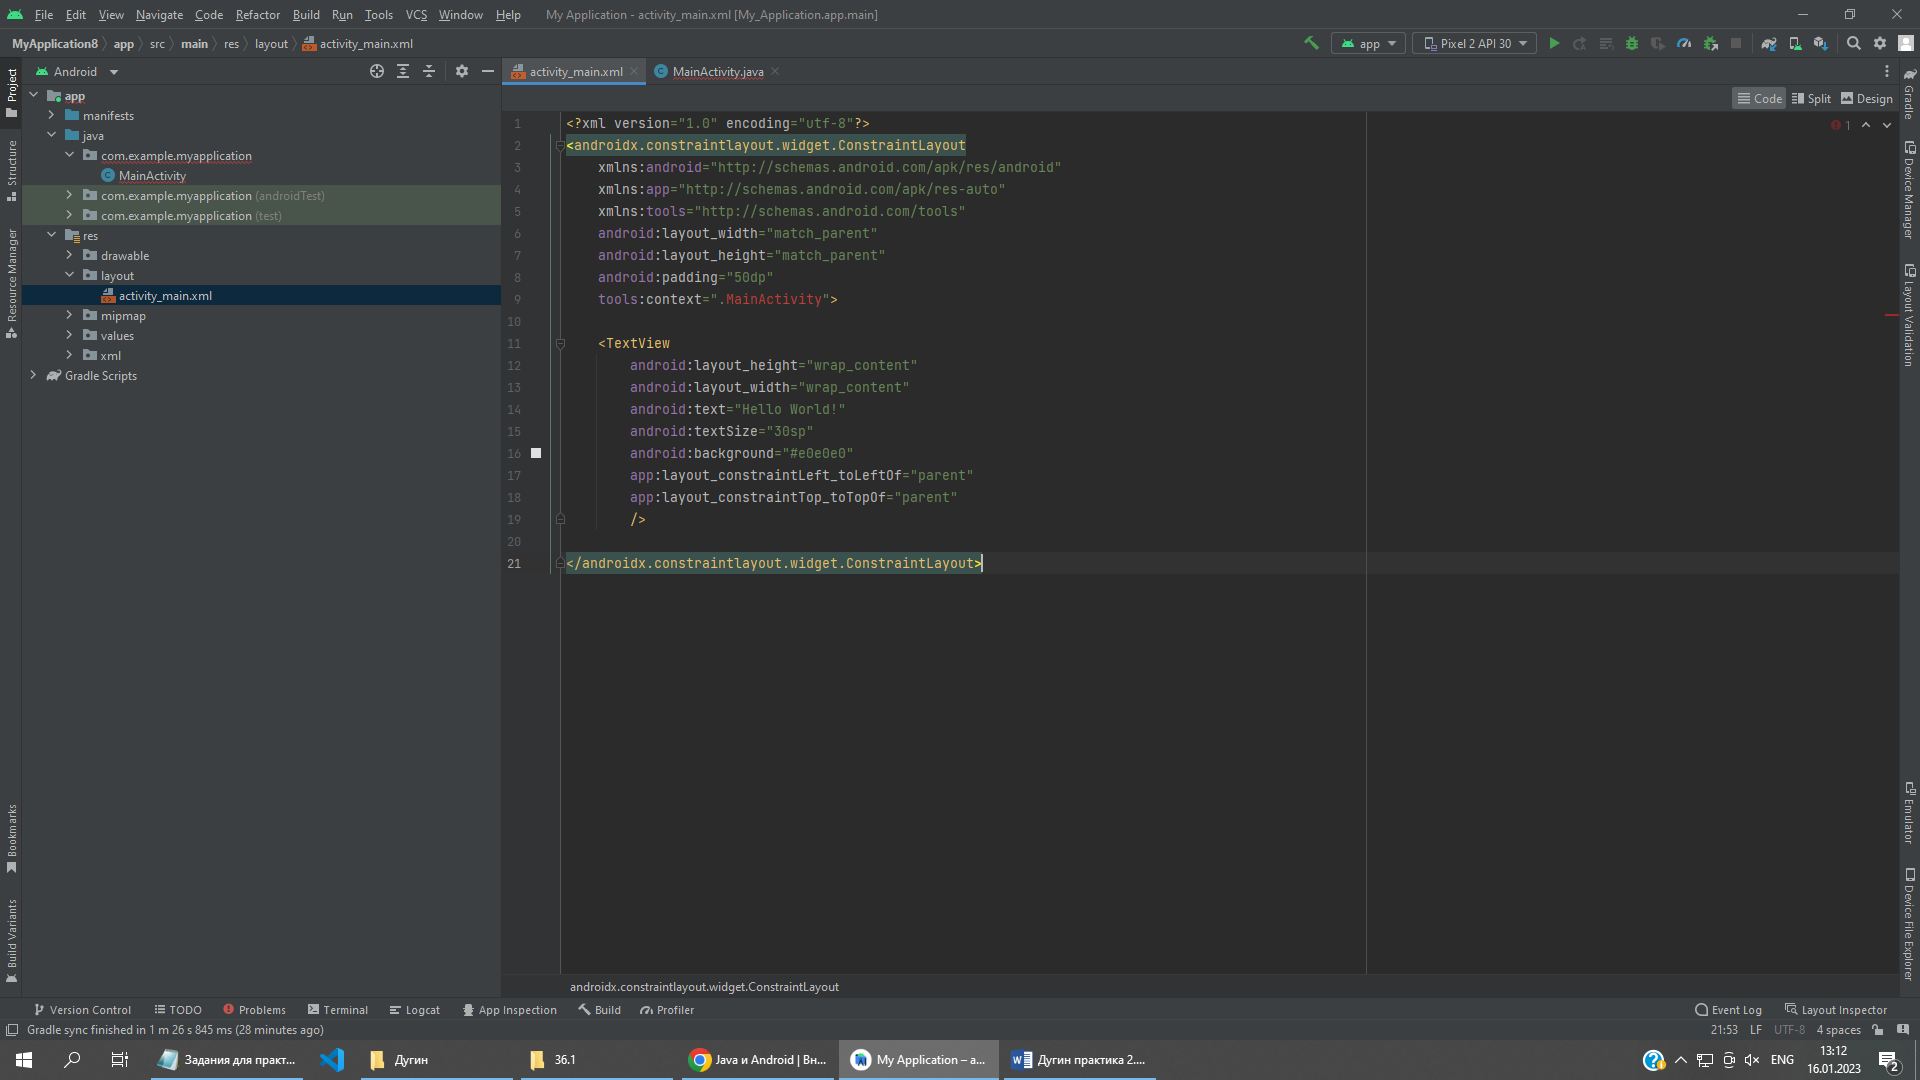 File Edit View Navigate Code Refactor Build Run Tools VCS Window Help My Application - activity_main.xml [My_Application.app.main]
MyApplication8 app src main res layout activity_main.xml
app Pixel 2 API 30
Android
activity_main.xml MainActivity.java
Code Split Design
Project
Structure
Resource Manager
Bookmarks
Build Variants
app
manifests
java
com.example.myapplication
MainActivity
com.example.myapplication (androidTest)
com.example.myapplication (test)
res
drawable
layout
activity_main.xml
mipmap
values
xml
Gradle Scripts
1 <?xml version="1.0" encoding="utf-8"?>
2 <androidx.constraintlayout.widget.ConstraintLayout
3 xmlns:android="http://schemas.android.com/apk/res/android"
4 xmlns:app="http://schemas.android.com/apk/res-auto"
5 xmlns:tools="http://schemas.android.com/tools"
6 android:layout_width="match_parent"
7 android:layout_height="match_parent"
8 android:padding="50dp"
9 tools:context=".MainActivity">
10
11 <TextView
12 android:layout_height="wrap_content"
13 android:layout_width="wrap_content"
14 android:text="Hello World!"
15 android:textSize="30sp"
16 android:background="#e0e0e0"
17 app:layout_constraintLeft_toLeftOf="parent"
18 app:layout_constraintTop_toTopOf="parent"
19 />
20
21 </androidx.constraintlayout.widget.ConstraintLayout>
1
Gradle
Device Manager
Layout Validation
Emulator
Device File Explorer
androidx.constraintlayout.widget.ConstraintLayout
Version Control TODO Problems Terminal Logcat App Inspection Build Profiler Event Log Layout Inspector
Gradle sync finished in 1 m 26 s 845 ms (28 minutes ago) 21:53 LF UTF-8 4 spaces
Задания для практ... Дугин 36.1 Java и Android | Вн... My Application – a... Дугин практика 2.... ENG 13:12
16.01.2023 2